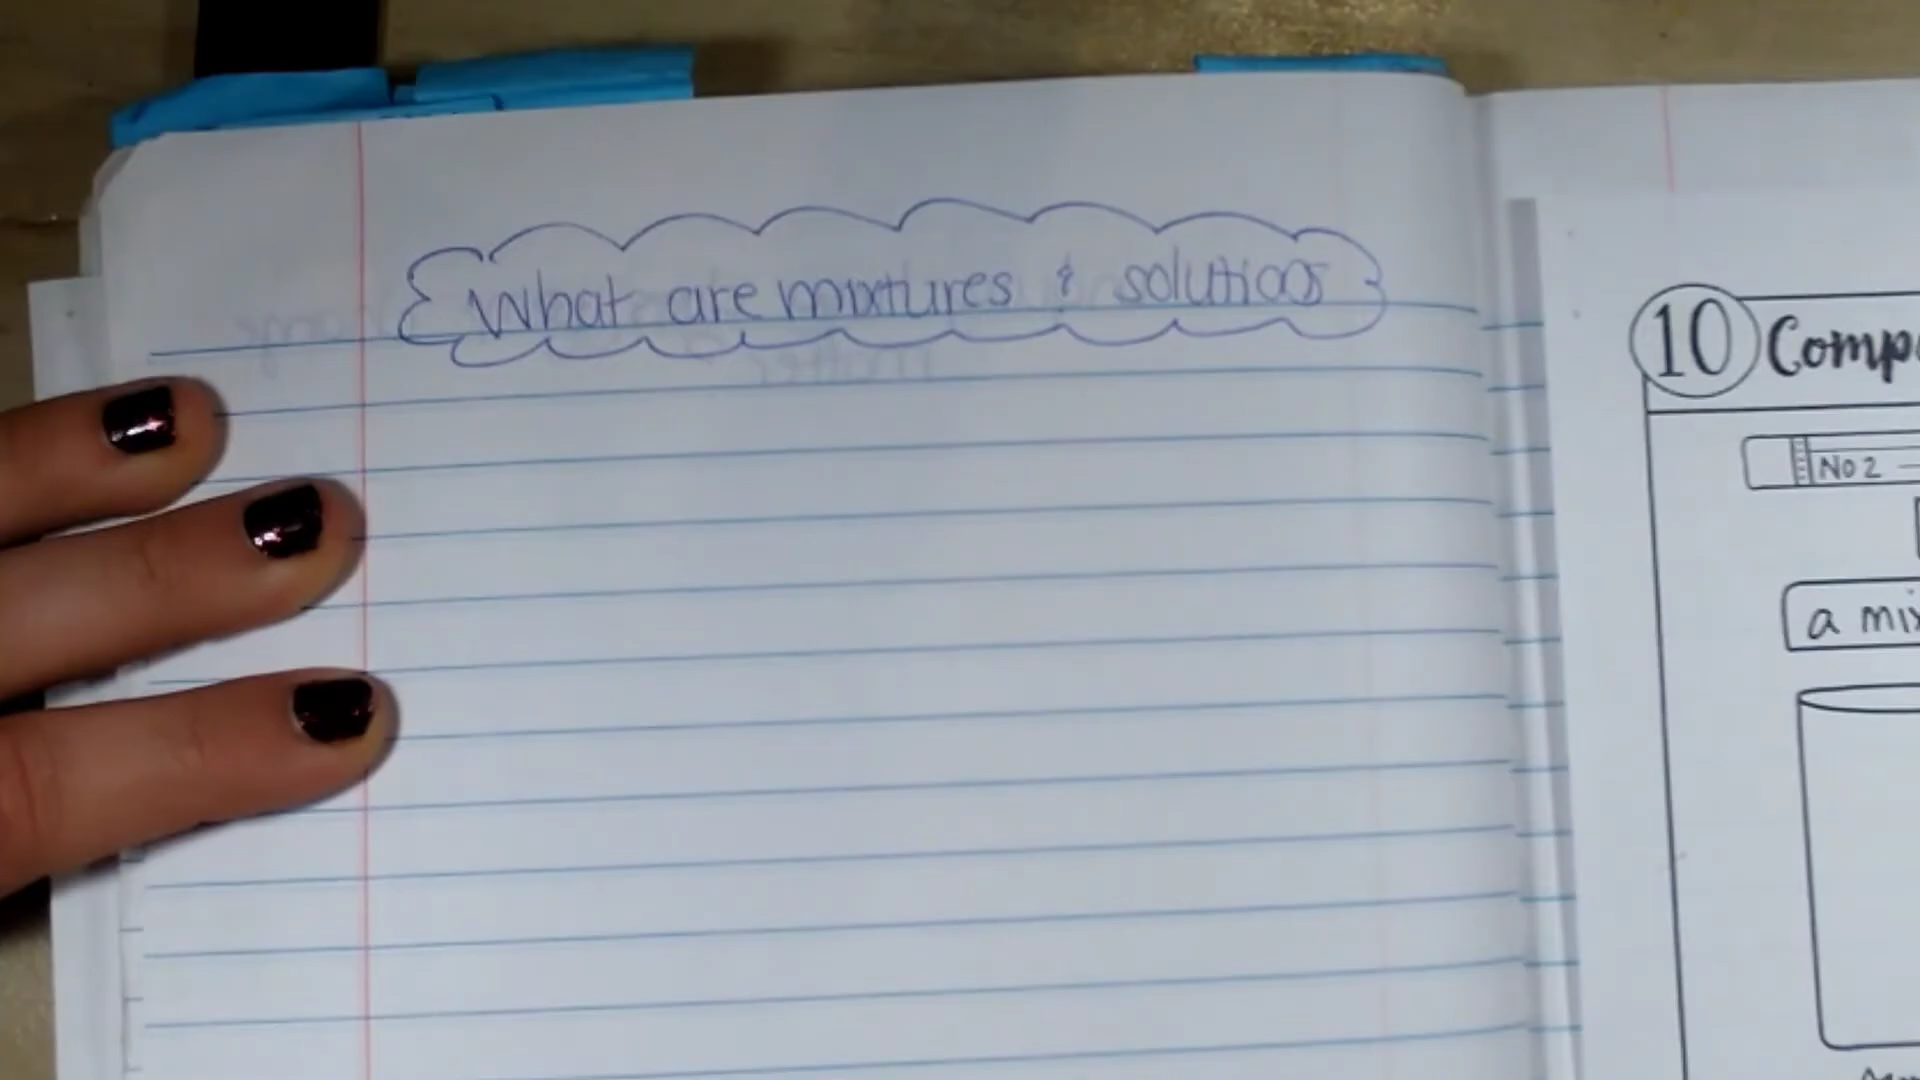 What are mixtures & solutions
10 Comp
No 2
a mix